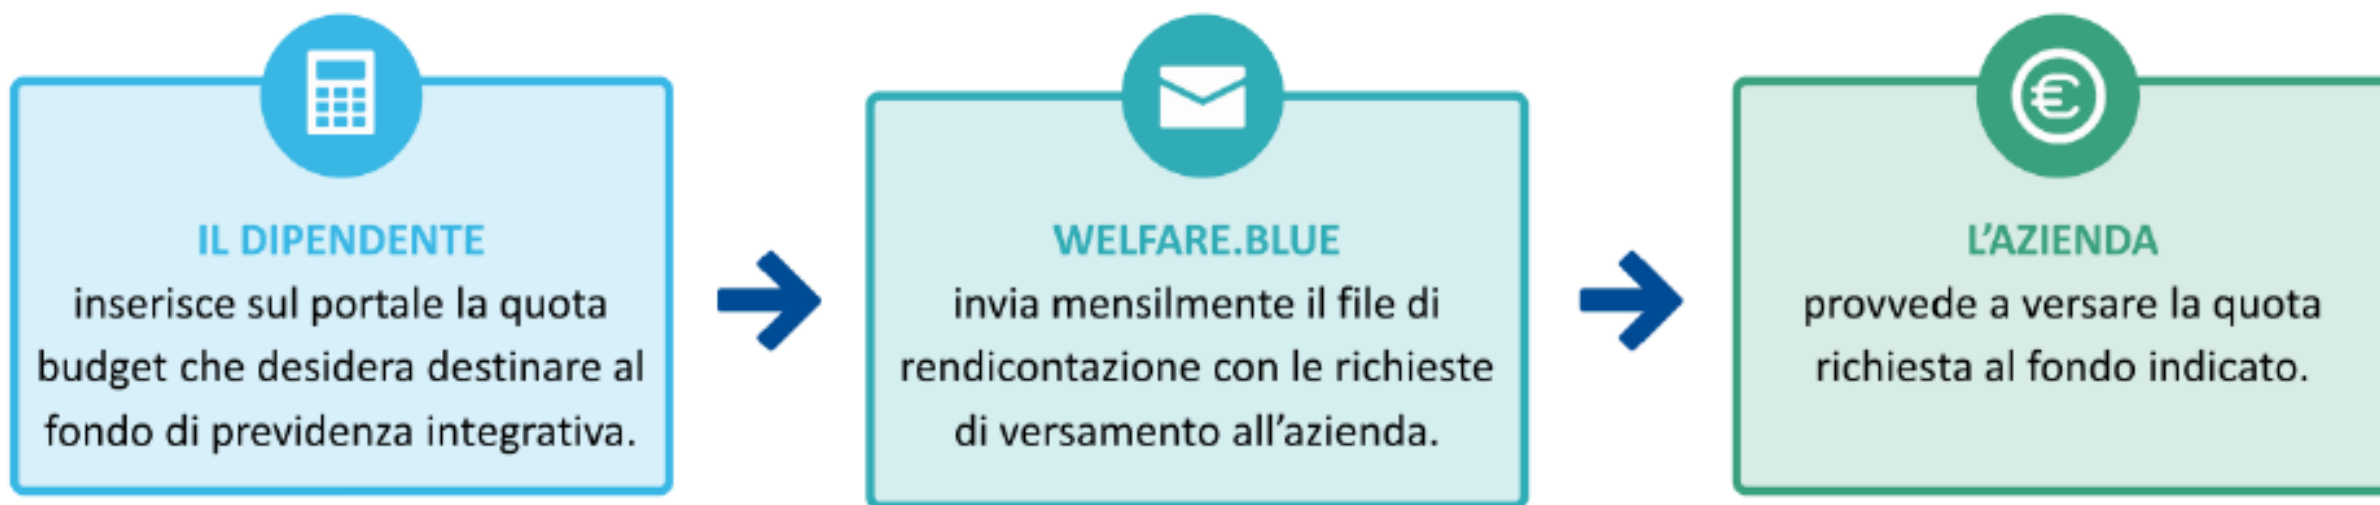 IL DIPENDENTE
inserisce sul portale la quota
budget che desidera destinare al
fondo di previdenza integrativa.
WELFARE.BLUE
invia mensilmente il file di
rendicontazione con le richieste
di versamento all’azienda.
L’AZIENDA
provvede a versare la quota
richiesta al fondo indicato.